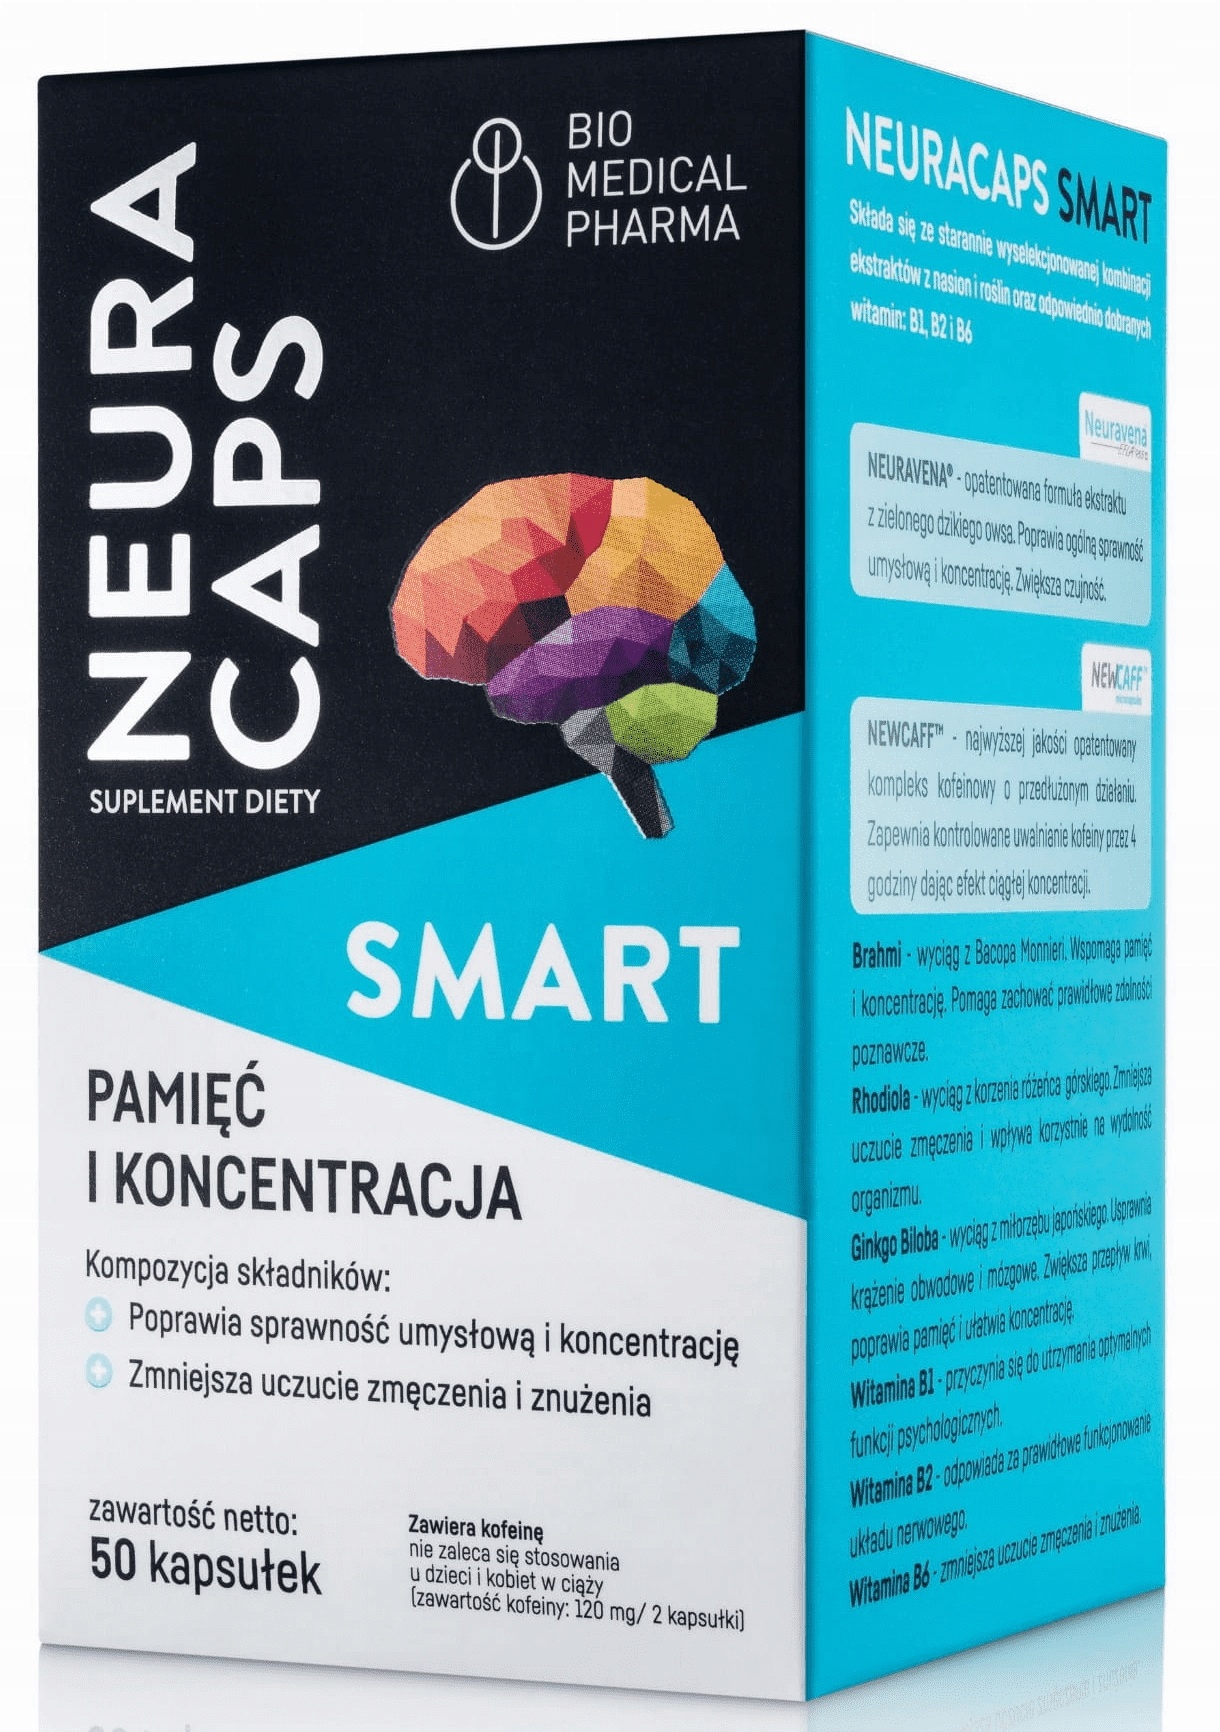 NEURA
CAPS
SUPLEMENT DIETY
BIO
MEDICAL
PHARMA
SMART
PAMIĘĆ
I KONCENTRACJA
Kompozycja składników:
Poprawia sprawność umysłową i koncentrację
Zmniejsza uczucie zmęczenia i znużenia
zawartość netto:
50 kapsułek
Zawiera kofeinę
nie zaleca się stosowania
u dzieci i kobiet w ciąży
(zawartość kofeiny: 120 mg/ 2 kapsułki)
NEURACAPS SMART
Składa się ze starannie wyselekcjonowanej kombinacji
ekstraktów z nasion i roślin oraz odpowiednio dobranych
witamin: B1, B2 i B6
Neuravena
NEURAVENA® - opatentowana formuła ekstraktu
z zielonego dzikiego owsa. Poprawia ogólną sprawność
umysłową i koncentrację. Zwiększa czujność.
NEWCAFF™
microcapsules
NEWCAFF™ - najwyższej jakości opatentowany
kompleks kofeinowy o przedłużonym działaniu.
Zapewnia kontrolowane uwalnianie kofeiny przez 4
godziny dając efekt ciągłej koncentracji.
Brahmi - wyciąg z Bacopa Monnieri. Wspomaga pamięć
i koncentrację. Pomaga zachować prawidłowe zdolności
poznawcze.
Rhodiola - wyciąg z korzenia różeńca górskiego. Zmniejsza
uczucie zmęczenia i wpływa korzystnie na wydolność
organizmu.
Ginkgo Biloba - wyciąg z miłorzębu japońskiego. Usprawnia
krążenie obwodowe i mózgowe. Zwiększa przepływ krwi,
poprawia pamięć i ułatwia koncentrację.
Witamina B1 - przyczynia się do utrzymania optymalnych
funkcji psychologicznych.
Witamina B2 - odpowiada za prawidłowe funkcjonowanie
układu nerwowego.
Witamina B6 - zmniejsza uczucie zmęczenia i znużenia.